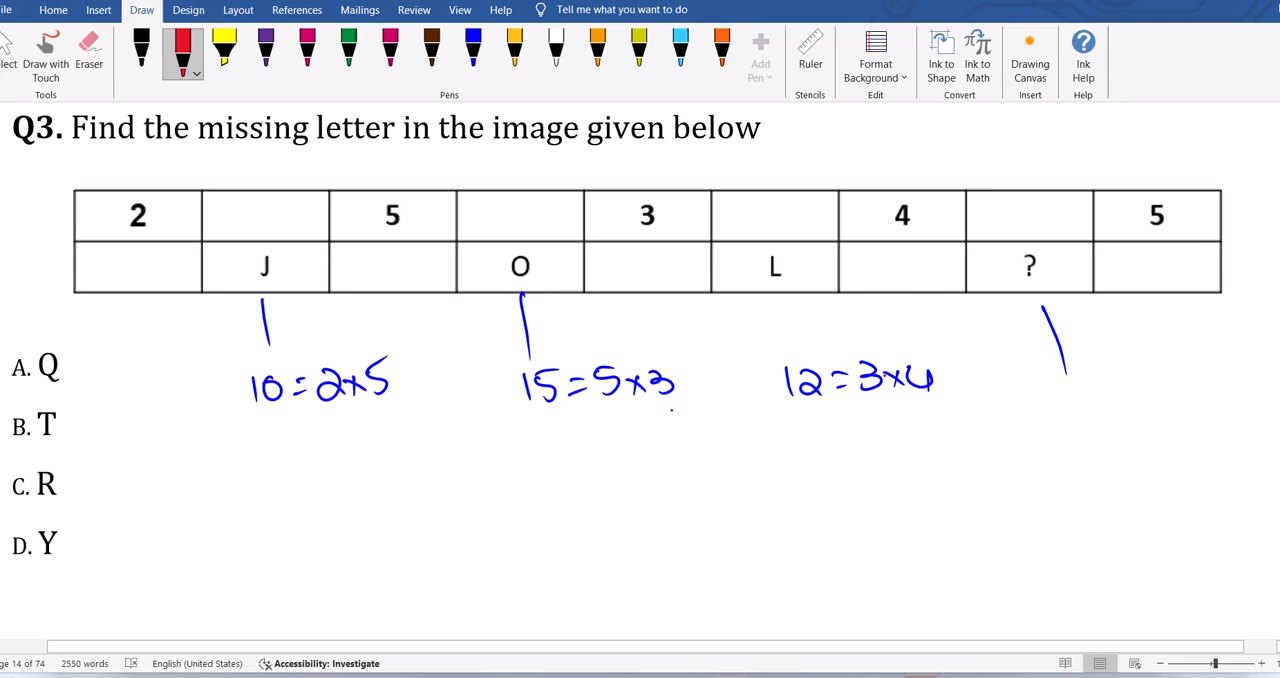 ile Home Insert Draw Design Layout References Mailings Review View Help Tell me what you want to do
lect Draw with Touch Eraser Add Pen Ruler Format Background Ink to Shape Ink to Math Drawing Canvas Ink Help
Tools Pens Stencils Edit Convert Insert Help
Q3. Find the missing letter in the image given below
2 5 3 4 5
J O L ?
10=2×5 15=5×3 12=3×4
A. Q
B. T
C. R
D. Y
ge 14 of 74 2550 words English (United States) Accessibility: Investigate